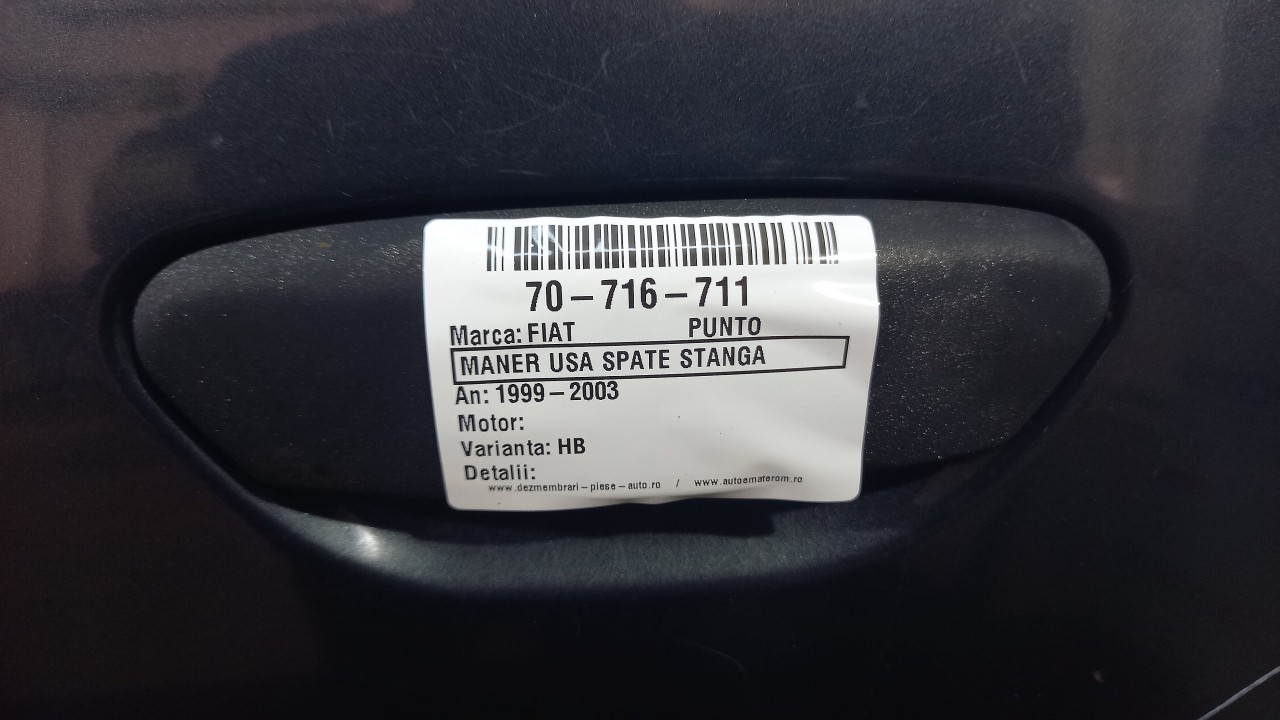 70-716-711
Marca: FIAT PUNTO
MANER USA SPATE STANGA
An: 1999-2003
Motor:
Varianta: HB
Detalii:
www.dezmembrari-piese-auto.ro / www.autoematerom.ro